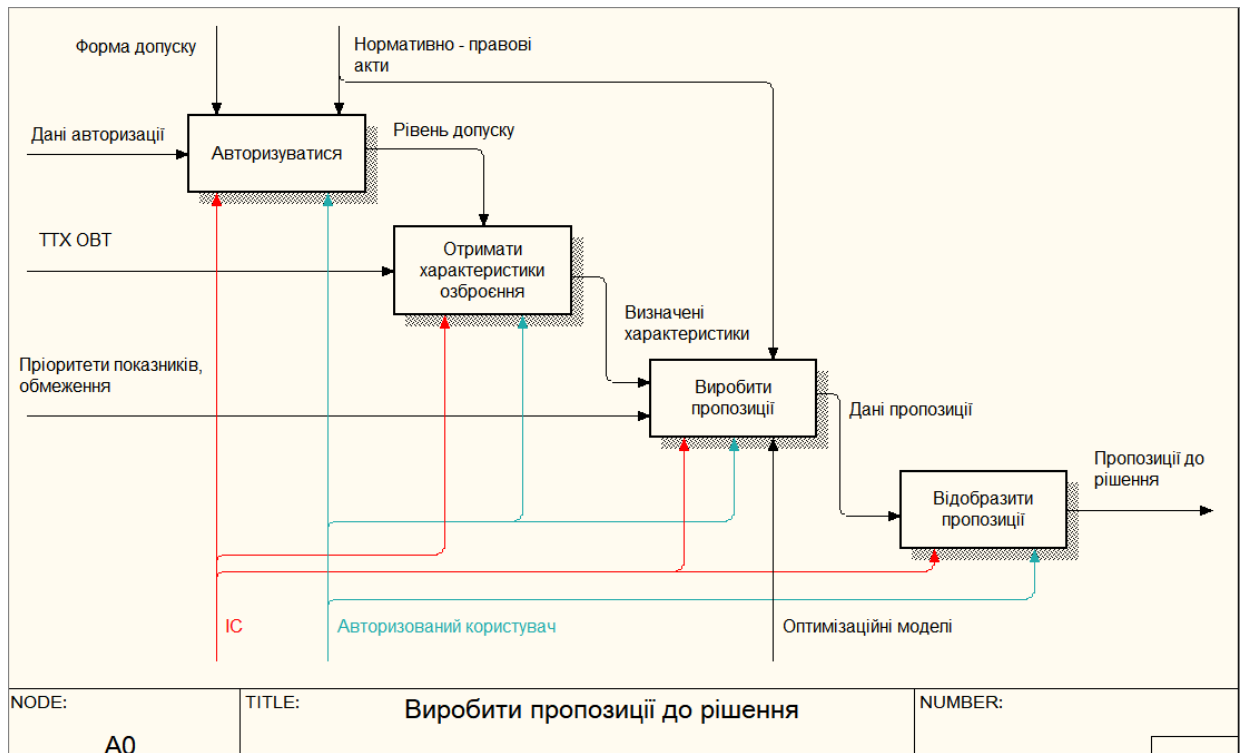 Форма допуску
Нормативно - правові
акти
Дані авторизації
Авторизуватися
Рівень допуску
ТТХ ОВТ
Отримати
характеристики
озброєння
Визначені
характеристики
Пріоритети показників,
обмеження
Виробити
пропозиції
Дані пропозиції
Пропозиції до
рішення
Відобразити
пропозиції
ІС
Авторизований користувач
Оптимізаційні моделі
NODE:
TITLE:
Виробити пропозиції до рішення
NUMBER:
A0